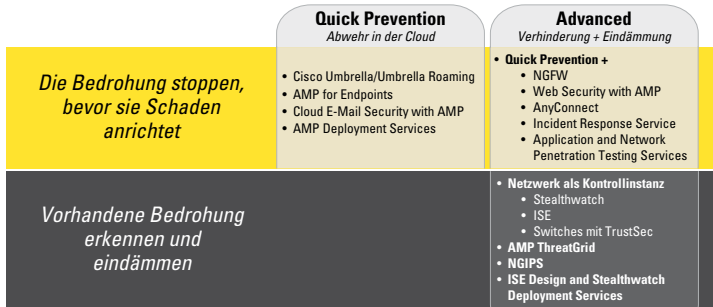 Quick Prevention
Abwehr in der Cloud
Advanced
Verhinderung + Eindämmung
Die Bedrohung stoppen,
bevor sie Schaden
anrichtet
• Cisco Umbrella/Umbrella Roaming
• AMP for Endpoints
• Cloud E-Mail Security with AMP
• AMP Deployment Services
• Quick Prevention +
• NGFW
• Web Security with AMP
• AnyConnect
• Incident Response Service
• Application and Network
Penetration Testing Services
Vorhandene Bedrohung
erkennen und
eindämmen
• Netzwerk als Kontrollinstanz
• Stealthwatch
• ISE
• Switches mit TrustSec
• AMP ThreatGrid
• NGIPS
• ISE Design and Stealthwatch
Deployment Services